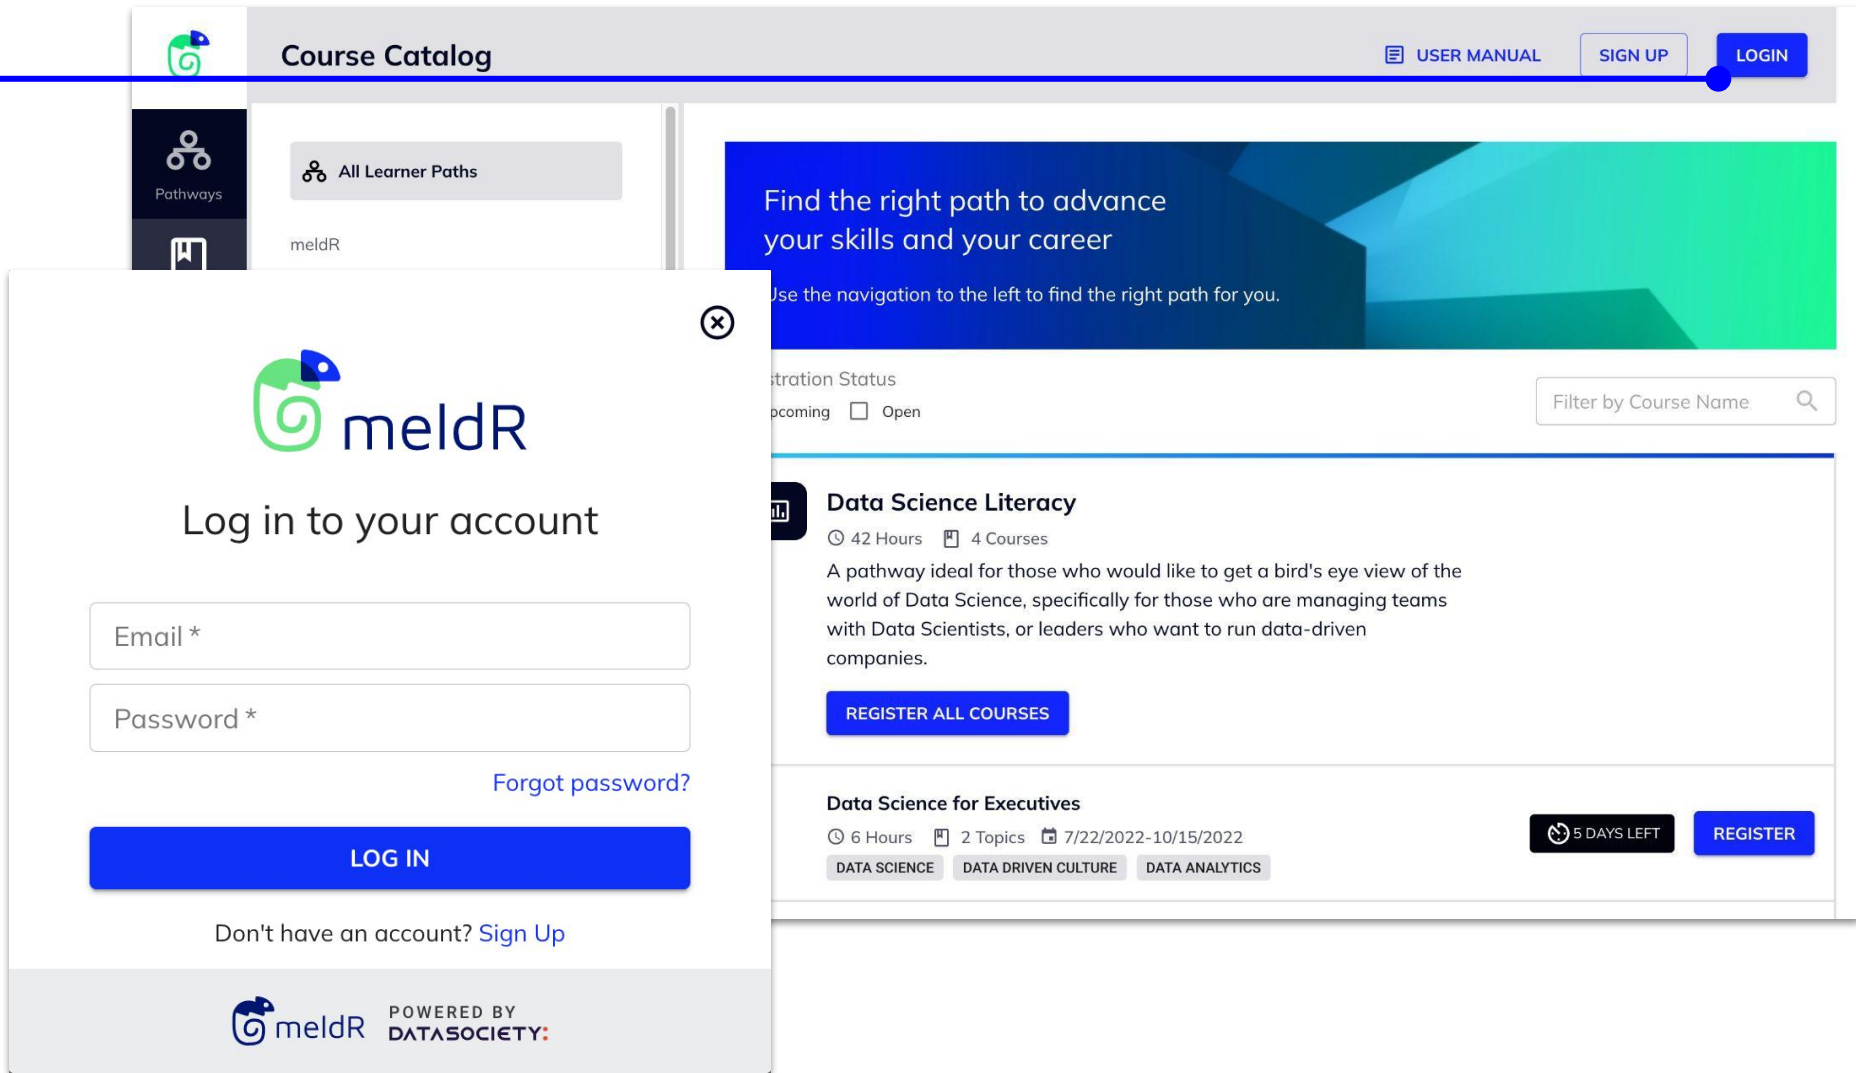 Course Catalog
USER MANUAL
SIGN UP
LOGIN
Pathways
All Learner Paths
meldR
Find the right path to advance
your skills and your career
the navigation to the left to find the right path for you.
Status
Open
Filter by Course Name
Data Science Literacy
42 Hours 4 Courses
A pathway ideal for those who would like to get a bird's eye view of the
world of Data Science, specifically for those who are managing teams
with Data Scientists, or leaders who want to run data-driven
companies.
REGISTER ALL COURSES
Data Science for Executives
6 Hours 2 Topics 7/22/2022-10/15/2022
DATA SCIENCE DATA DRIVEN CULTURE DATA ANALYTICS
5 DAYS LEFT
REGISTER
meldR
Log in to your account
Email *
Password *
Forgot password?
LOG IN
Don't have an account? Sign Up
meldR
POWERED BY
DATASOCIETY: